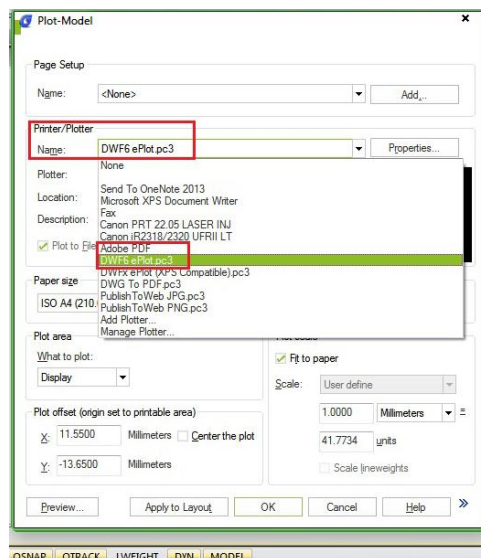 Plot-Model
Page Setup
Name: <None> Add...
Printer/Plotter
Name: DWF6 ePlot.pc3 Properties...
None
Plotter:
Send To OneNote 2013
Location: Microsoft XPS Document Writer
Fax
Description: Canon PRT 22.05 LASER INJ
Canon iR2318/2320 UFRII LT
Plot to File Adobe PDF
DWF6 ePlot.pc3
DWFx ePlot (XPS Compatible).pc3
Paper size DWG To PDF.pc3
PublishToWeb JPG.pc3
ISO A4 (210. PublishToWeb PNG.pc3
Add Plotter...
Manage Plotter...
Plot area Plot scale
What to plot: Fit to paper
Display Scale: User define
Plot offset (origin set to printable area) 1.0000 Millimeters =
X: 11.5500 Millimeters Center the plot 41.7734 units
Y: -13.6500 Millimeters Scale lineweights
Preview... Apply to Layout OK Cancel Help »
OSNAP OTRACK LWEIGHT DYN MODEL